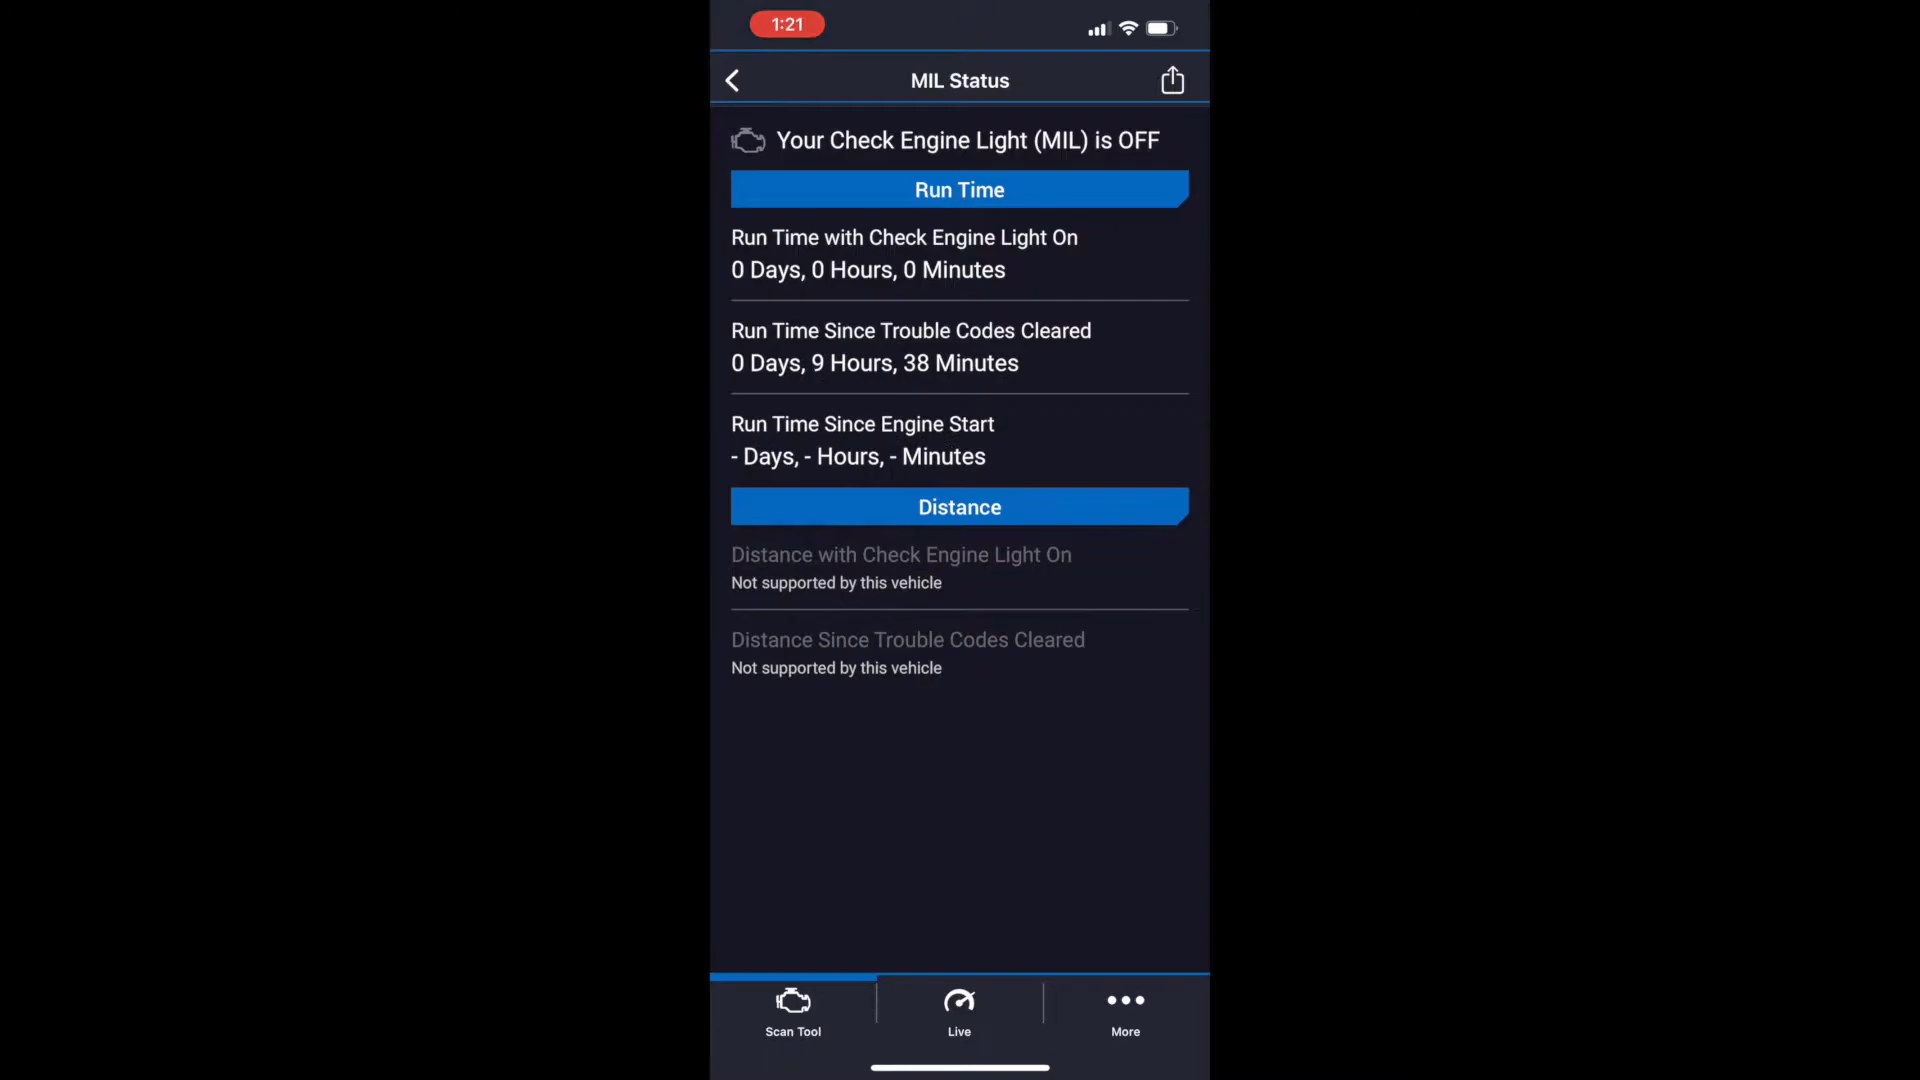 1:21
MIL Status
Your Check Engine Light (MIL) is OFF
Run Time
Run Time with Check Engine Light On
0 Days, 0 Hours, 0 Minutes
Run Time Since Trouble Codes Cleared
0 Days, 9 Hours, 38 Minutes
Run Time Since Engine Start
- Days, - Hours, - Minutes
Distance
Distance with Check Engine Light On
Not supported by this vehicle
Distance Since Trouble Codes Cleared
Not supported by this vehicle
Scan Tool
Live
More